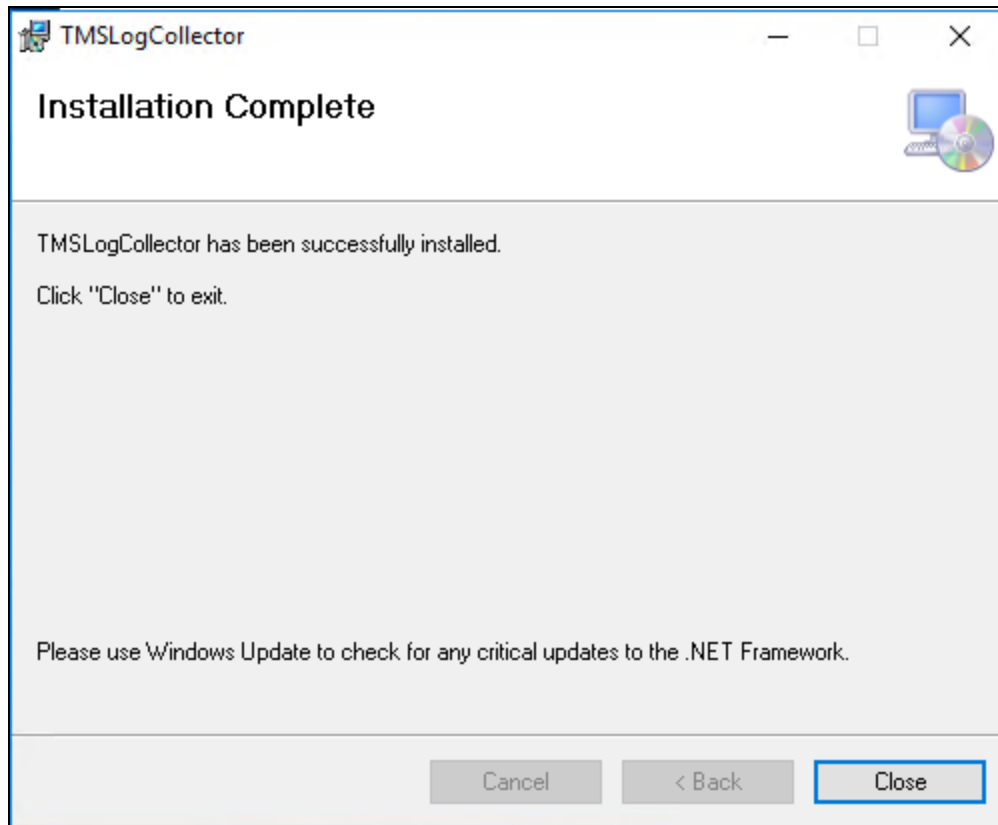 TMSLogCollector
Installation Complete
TMSLogCollector has been successfully installed.
Click "Close" to exit.
Please use Windows Update to check for any critical updates to the .NET Framework.
Cancel
< Back
Close